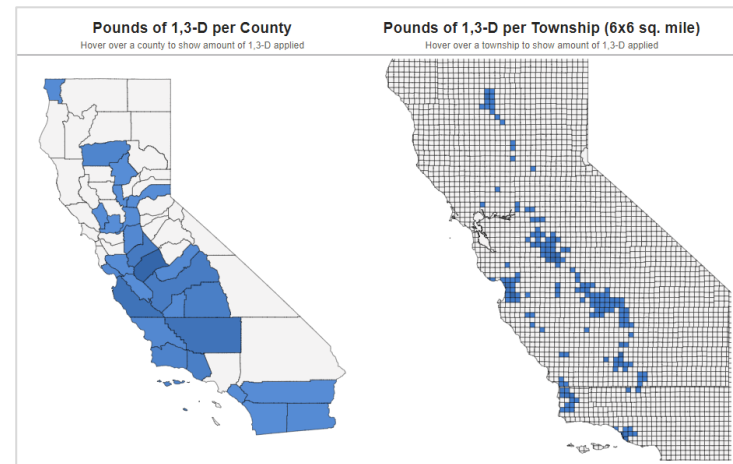 Pounds of 1,3-D per County
Hover over a county to show amount of 1,3-D applied
Pounds of 1,3-D per Township (6x6 sq. mile)
Hover over a township to show amount of 1,3-D applied